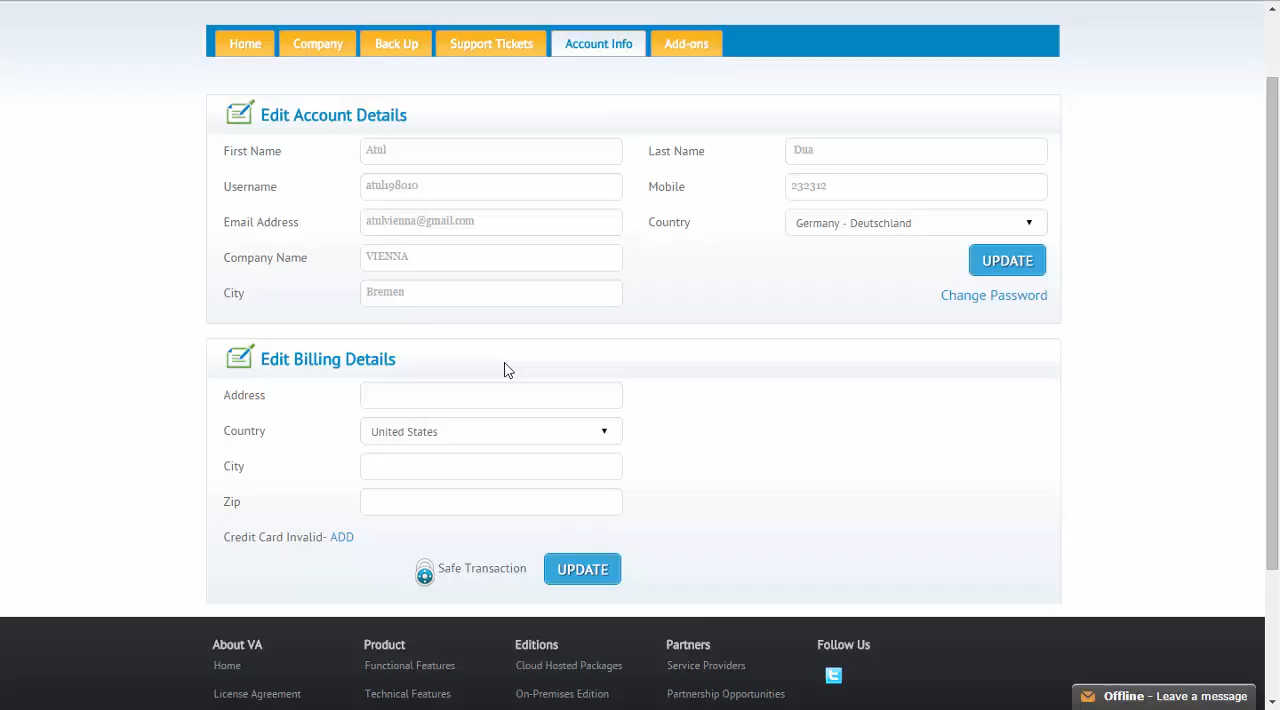 Home Company Back Up Support Tickets Account Info Add-ons
Edit Account Details
First Name Atul Last Name Dua
Username atul198010 Mobile 232312
Email Address atulvienna@gmail.com Country Germany - Deutschland
Company Name VIENNA UPDATE
City Bremen Change Password
Edit Billing Details
Address
Country United States
City
Zip
Credit Card Invalid- ADD
Safe Transaction UPDATE
About VA Product Editions Partners Follow Us
Home Functional Features Cloud Hosted Packages Service Providers
License Agreement Technical Features On-Premises Edition Partnership Opportunities
Offline - Leave a message